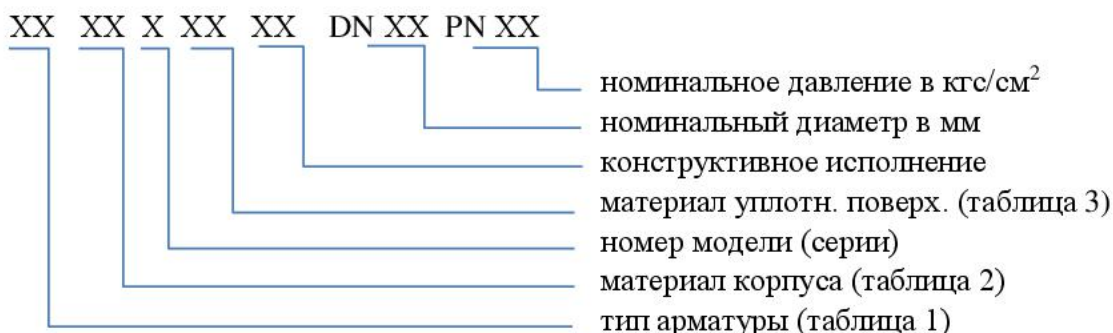 XX XX X XX XX DN XX PN XX
номинальное давление в кгс/см²
номинальный диаметр в мм
конструктивное исполнение
материал уплотн. поверх. (таблица 3)
номер модели (серии)
материал корпуса (таблица 2)
тип арматуры (таблица 1)